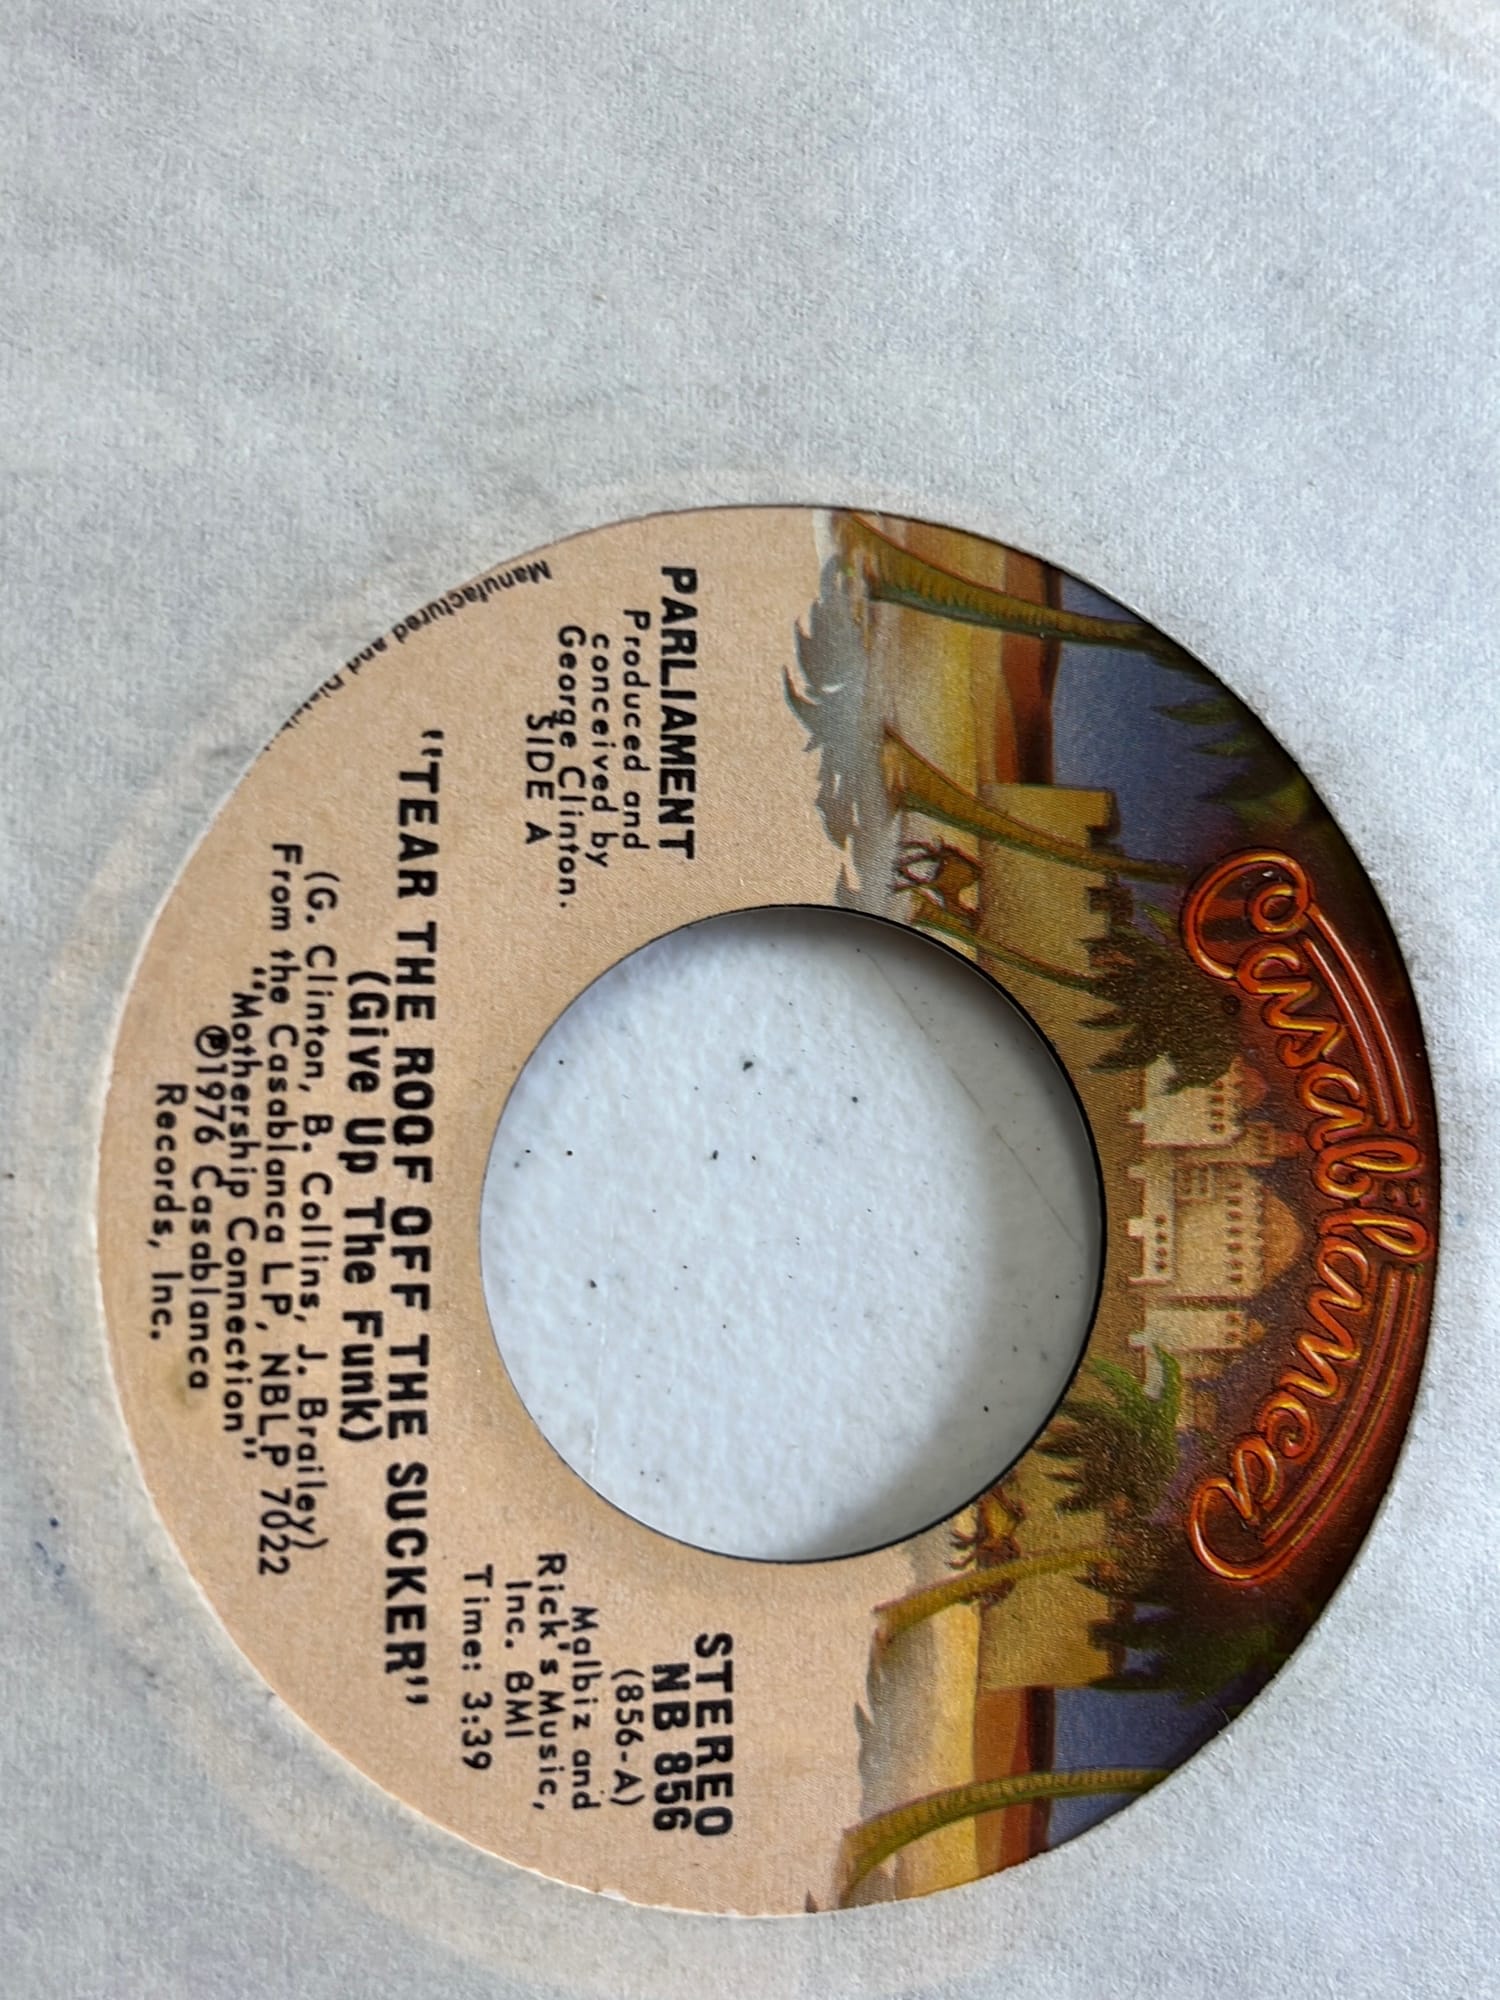 Casablanca
PARLIAMENT
Produced and
conceived by
George Clinton.
SIDE A
STEREO
NB 856
(856-A)
Malbiz and
Rick's Music,
Inc. BMI
Time: 3:39
"TEAR THE ROOF OFF THE SUCKER"
(Give Up The Funk)
(G. Clinton, B. Collins, J. Brailey)
From the Casablanca LP, NBLP 7022
"Mothership Connection"
℗1976 Casablanca
Records, Inc.
Manufactured and